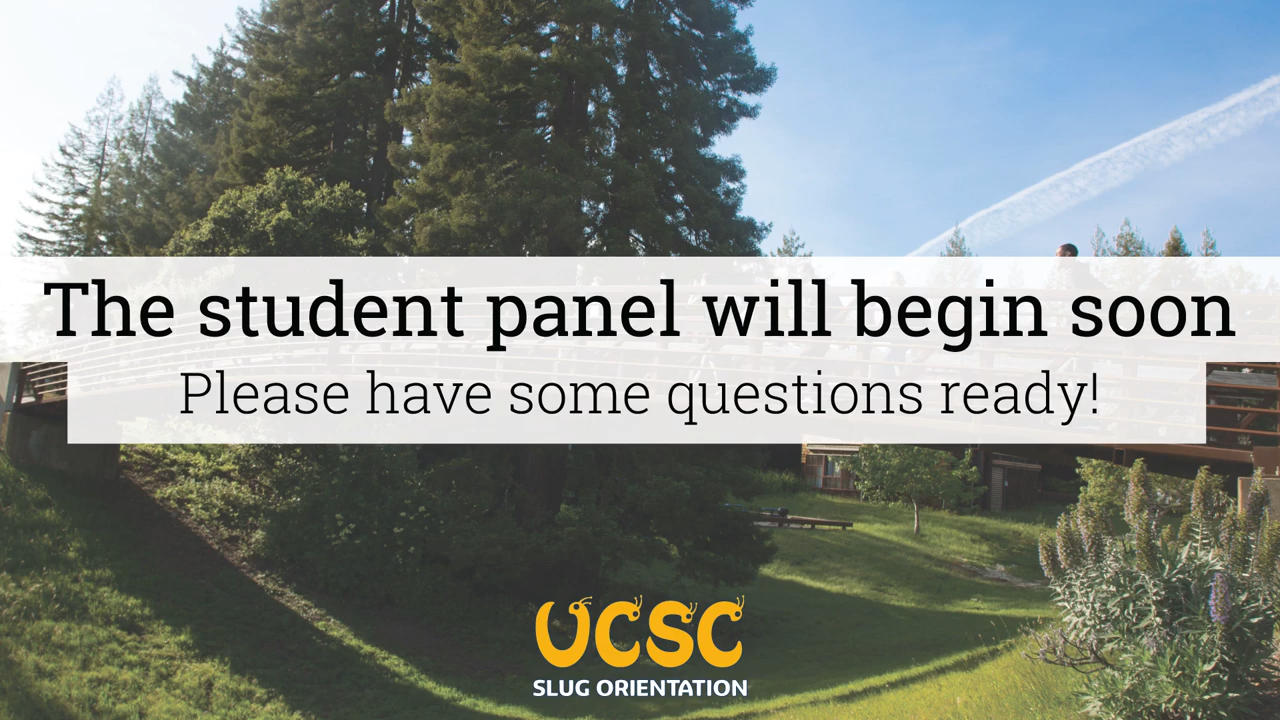 The student panel will begin soon
Please have some questions ready!
UCSC
SLUG ORIENTATION